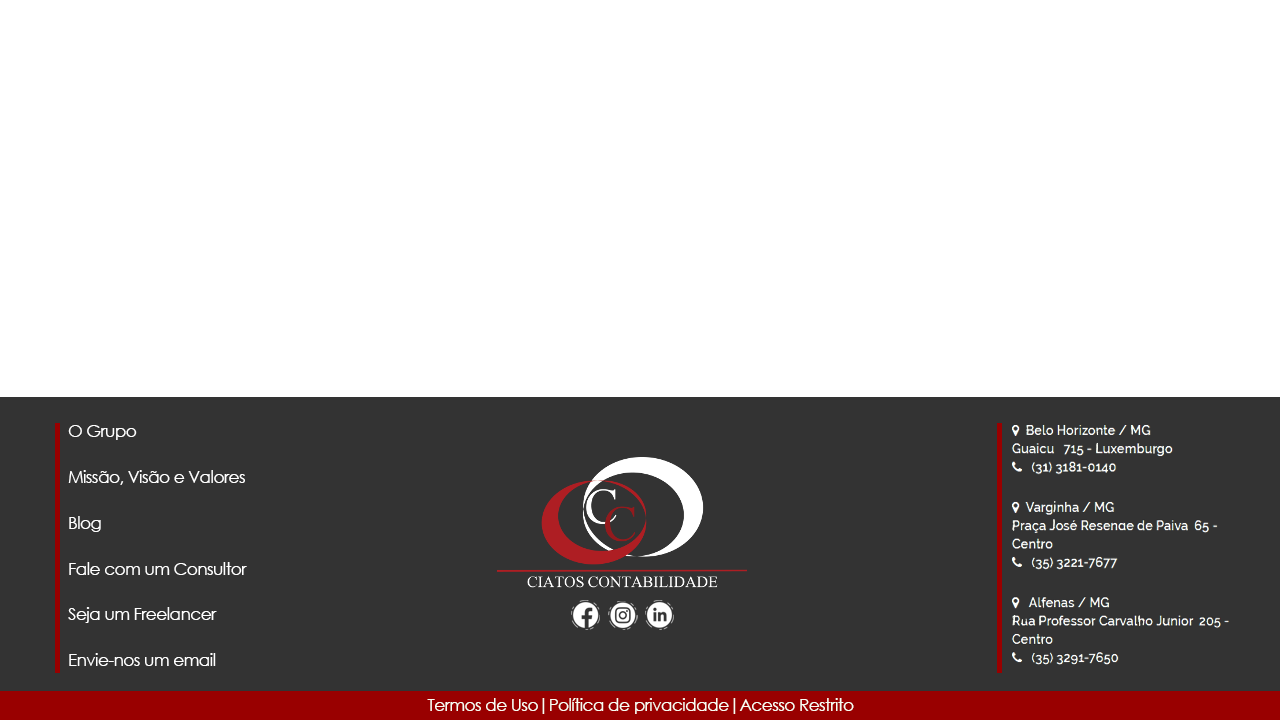 O Grupo
Missão, Visão e Valores
Blog
Fale com um Consultor
Seja um Freelancer
Envie-nos um email
C C
CIATOS CONTABILIDADE
Belo Horizonte / MG
Guaicu 715 - Luxemburgo
(31) 3181-0140
Varginha / MG
Praça José Resende de Paiva 65 -
Centro
(35) 3221-7677
Alfenas / MG
Rua Professor Carvalho Junior 205 -
Centro
(35) 3291-7650
Termos de Uso | Política de privacidade | Acesso Restrito